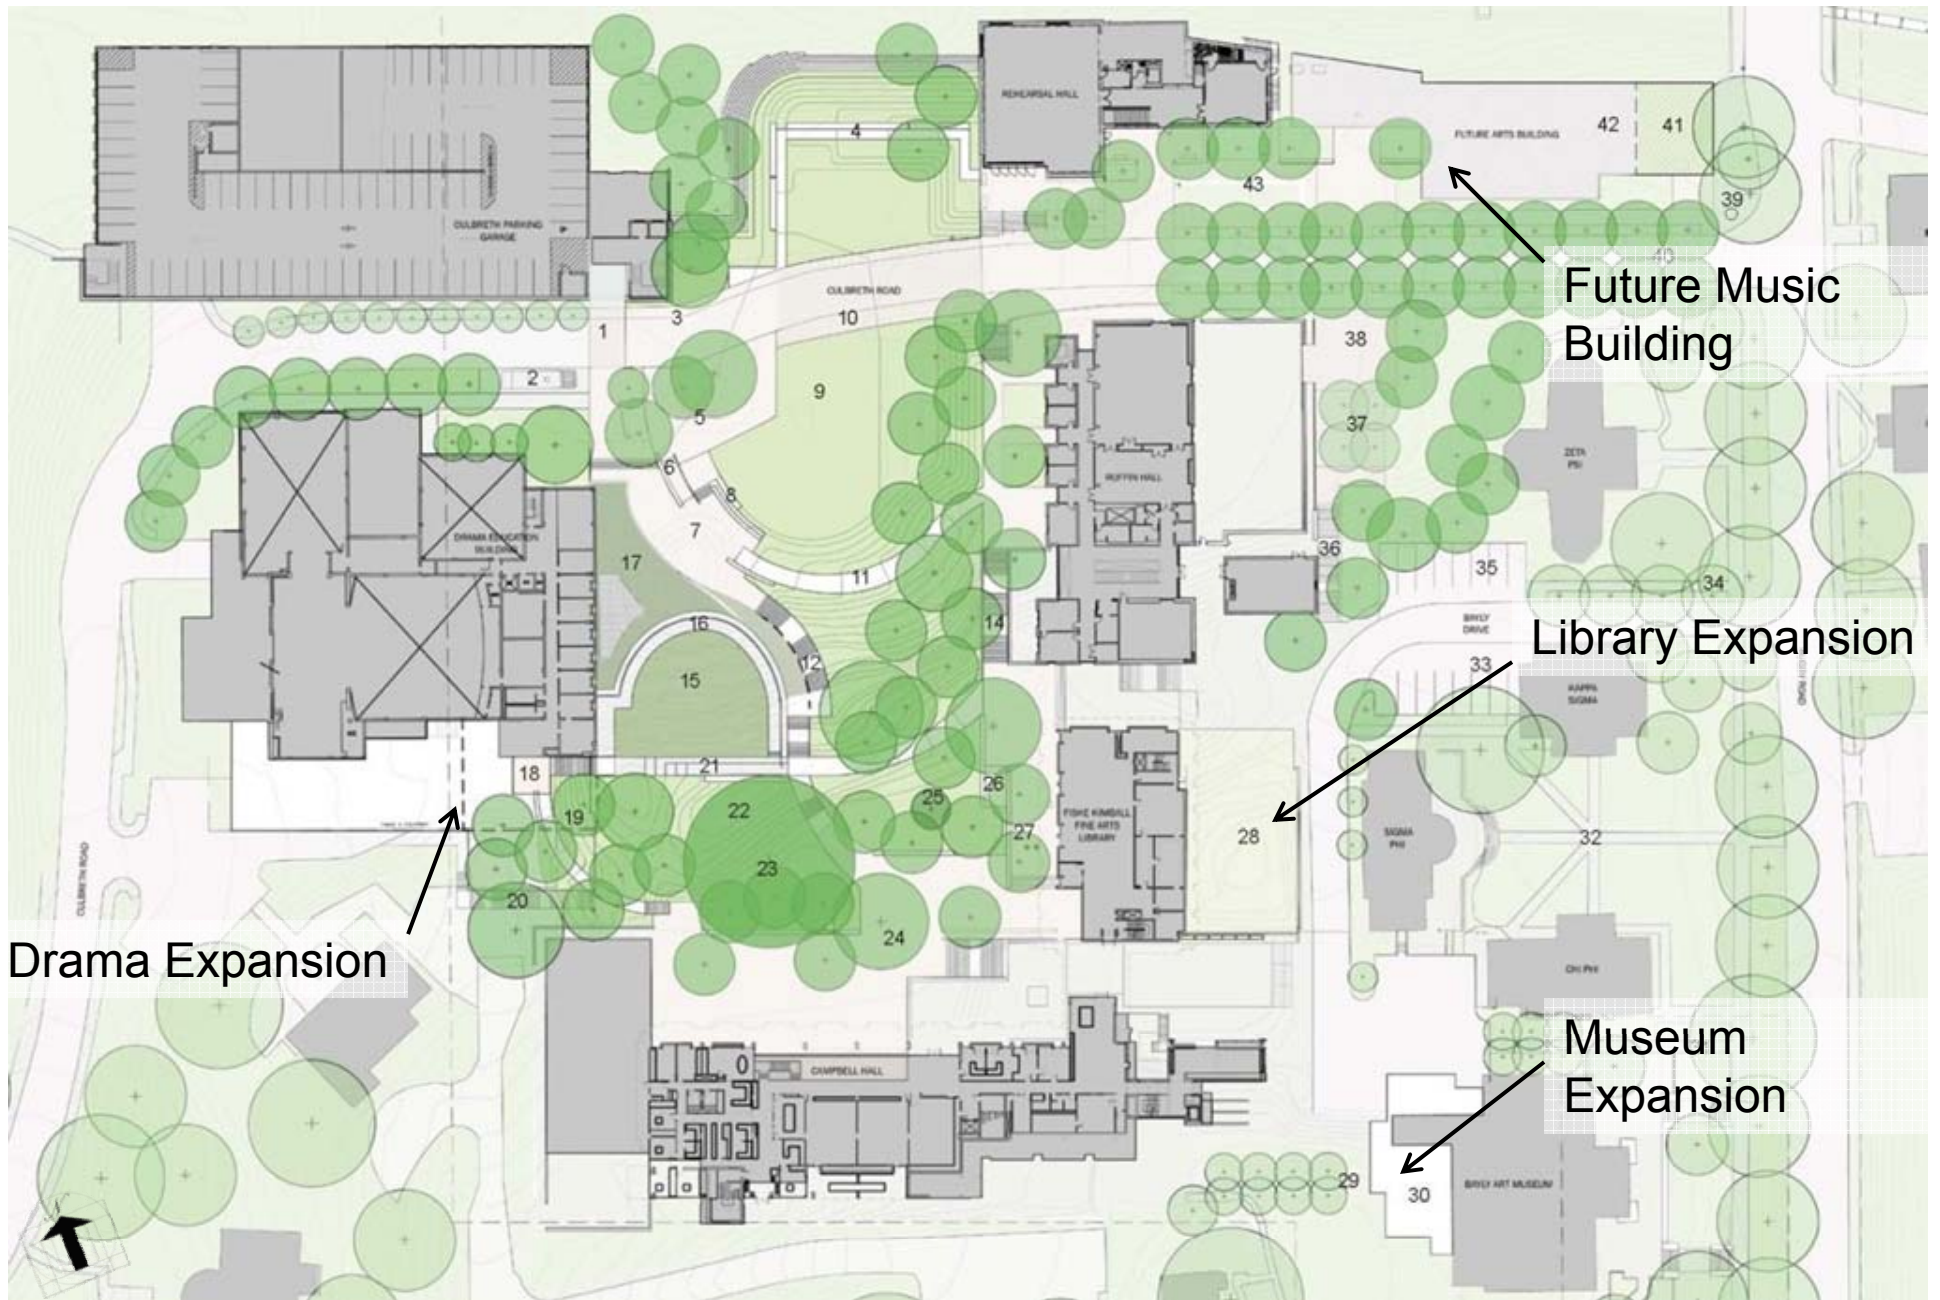 REHEARSAL HALL
4
42
41
FUTURE ARTS BUILDING
43
39
CULBRETH PARKING
GARAGE
40
Future Music
Building
CULBRETH ROAD
3
10
1
38
2
9
5
37
6
ZETA
PSI
RUFFIN HALL
8
7
DRAMA EDUCATION
BUILDING
36
17
11
35
34
16
14
BAYLY
DRIVE
Library Expansion
12
33
15
KAPPA
SIGMA
21
18
26
25
22
19
FISKE KIMBALL
FINE ARTS
LIBRARY
27
28
SIGMA
PHI
32
23
CULBRETH ROAD
20
24
Drama Expansion
CHI PHI
Museum
Expansion
CAMPBELL HALL
29
30
BAYLY ART MUSEUM